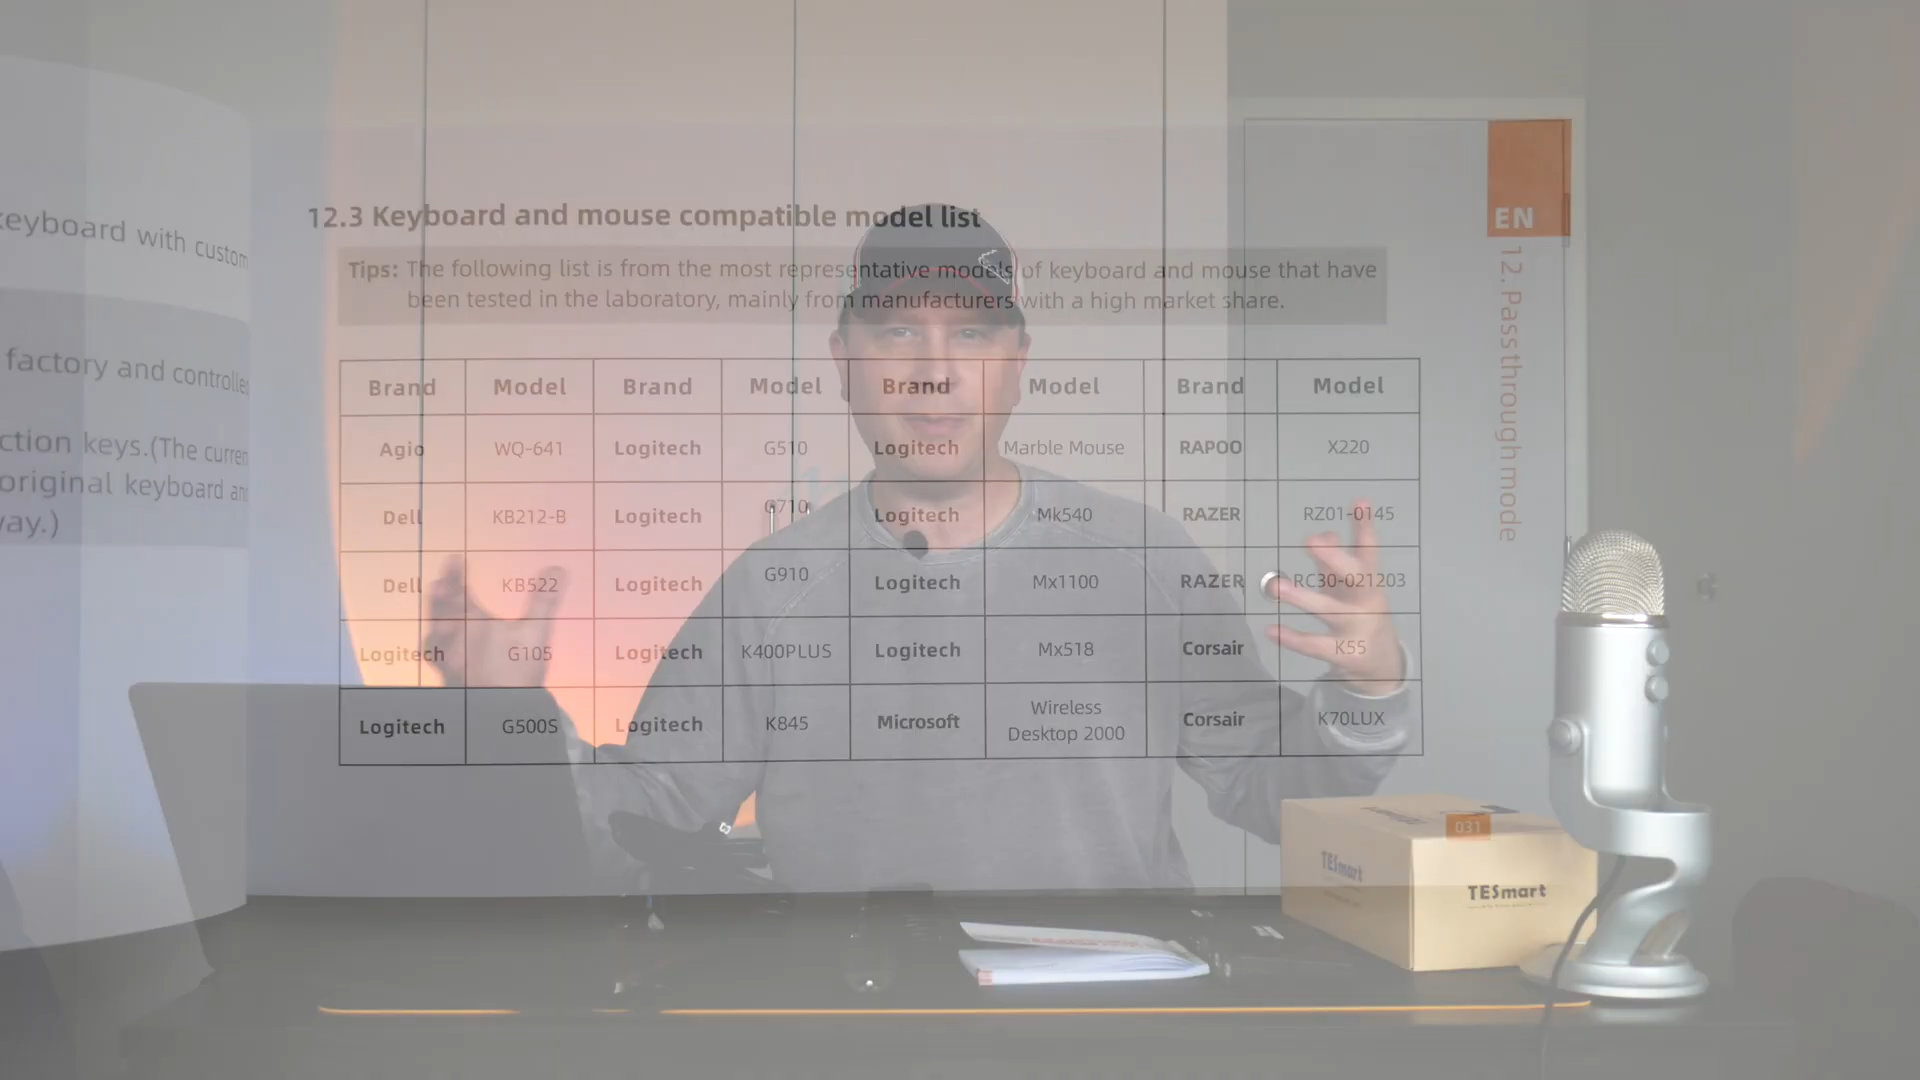 keyboard with custom
factory and controlled
ction keys.(The curren
original keyboard an
way.)
12.3 Keyboard and mouse compatible model list
Tips: The following list is from the most representative models of keyboard and mouse that have
been tested in the laboratory, mainly from manufacturers with a high market share.
Brand Model Brand Model Brand Model Brand Model
Agio WQ-641 Logitech G510 Logitech Marble Mouse RAPOO X220
Dell KB212-B Logitech G710 Logitech Mk540 RAZER RZ01-0145
Dell KB522 Logitech G910 Logitech Mx1100 RAZER RC30-021203
Logitech G105 Logitech K400PLUS Logitech Mx518 Corsair K55
Logitech G500S Logitech K845 Microsoft Wireless Desktop 2000 Corsair K70LUX
EN
12. Passthrough mode
031
TESmart
TESmart